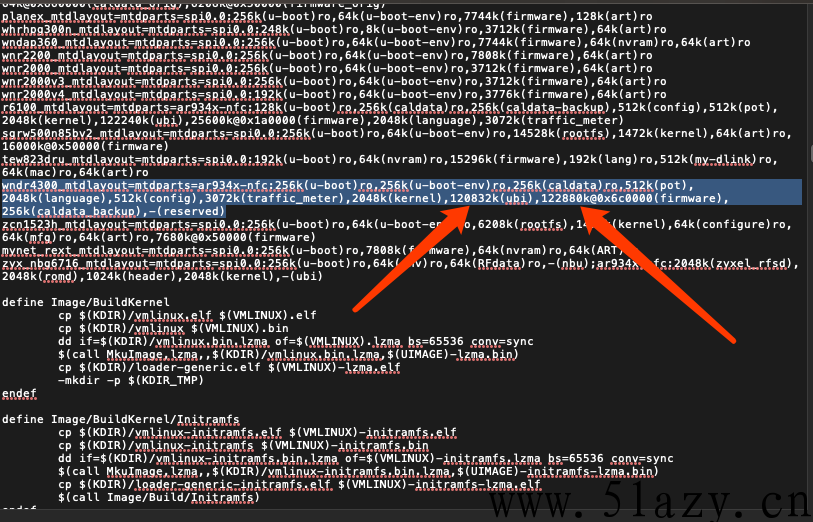 planex_mtdlayout=mtdparts=spi0.0:256k(u-boot)ro,64k(u-boot-env)ro,7744k(firmware),128k(art)ro
whrhpg300n_mtdlayout=mtdparts=spi0.0:248k(u-boot)ro,8k(u-boot-env)ro,3712k(firmware),64k(art)ro
wndap360_mtdlayout=mtdparts=spi0.0:256k(u-boot)ro,64k(u-boot-env)ro,7744k(firmware),64k(nvram)ro,64k(art)ro
wnr2200_mtdlayout=mtdparts=spi0.0:256k(u-boot)ro,64k(u-boot-env)ro,7808k(firmware),64k(art)ro
wnr2000_mtdlayout=mtdparts=spi0.0:256k(u-boot)ro,64k(u-boot-env)ro,3712k(firmware),64k(art)ro
wnr2000v3_mtdlayout=mtdparts=spi0.0:256k(u-boot)ro,64k(u-boot-env)ro,3712k(firmware),64k(art)ro
wnr2000v4_mtdlayout=mtdparts=spi0.0:192k(u-boot)ro,64k(u-boot-env)ro,3776k(firmware),64k(art)ro
r6100_mtdlayout=mtdparts=ar934x-nfc:128k(u-boot)ro,256k(caldata)ro,256k(caldata-backup),512k(config),512k(pot),
2048k(kernel),122240k(ubi),25600k@0x1a0000(firmware),2048k(language),3072k(traffic_meter)
sgrw500n85bv2_mtdlayout=mtdparts=spi0.0:256k(u-boot)ro,64k(u-boot-env)ro,14528k(rootfs),1472k(kernel),64k(art)ro,
16000k@0x50000(firmware)
tew823dru_mtdlayout=mtdparts=spi0.0:192k(u-boot)ro,64k(nvram)ro,15296k(firmware),192k(lang)ro,512k(my-dlink)ro,
64k(mac)ro,64k(art)ro
wndr4300_mtdlayout=mtdparts=ar934x-nfc:256k(u-boot)ro,256k(u-boot-env)ro,256k(caldata)ro,512k(pot),
2048k(language),512k(config),3072k(traffic_meter),2048k(kernel),120832k(ubi),122880k@0x6c0000(firmware),
256k(caldata_backup),-(reserved)
zcn1523h_mtdlayout=mtdparts=spi0.0:256k(u-boot)ro,64k(u-boot-env)ro,6208k(rootfs),(kernel),64k(configure)ro,
64k(mfg)ro,64k(art)ro,7680k@0x50000(firmware)
mynet_rext_mtdlayout=mtdparts=spi0.0:256k(u-boot)ro,7808k(firmware),64k(nvram)ro,64k(ART)
zyx_nbg6716_mtdlayout=mtdparts=spi0.0:256k(u-boot)ro,64k(env)ro,64k(RFdata)ro,-(nbu);ar934x-nfc:2048k(zyxel_rfsd),
2048k(romd),1024k(header),2048k(kernel),-(ubi)
define Image/BuildKernel
cp $(KDIR)/vmlinux.elf $(VMLINUX).elf
cp $(KDIR)/vmlinux $(VMLINUX).bin
dd if=$(KDIR)/vmlinux.bin.lzma of=$(VMLINUX).lzma bs=65536 conv=sync
$(call MkuImage,lzma,,$(KDIR)/vmlinux.bin.lzma,$(UIMAGE)-lzma.bin)
cp $(KDIR)/loader-generic.elf $(VMLINUX)-lzma.elf
-mkdir -p $(KDIR_TMP)
endef
define Image/BuildKernel/Initramfs
cp $(KDIR)/vmlinux-initramfs.elf $(VMLINUX)-initramfs.elf
cp $(KDIR)/vmlinux-initramfs $(VMLINUX)-initramfs.bin
dd if=$(KDIR)/vmlinux-initramfs.bin.lzma of=$(VMLINUX)-initramfs.lzma bs=65536 conv=sync
$(call MkuImage,lzma,,$(KDIR)/vmlinux-initramfs.bin.lzma,$(UIMAGE)-initramfs-lzma.bin)
cp $(KDIR)/loader-generic-initramfs.elf $(VMLINUX)-initramfs-lzma.elf
$(call Image/Build/Initramfs)
www.51azy.cn